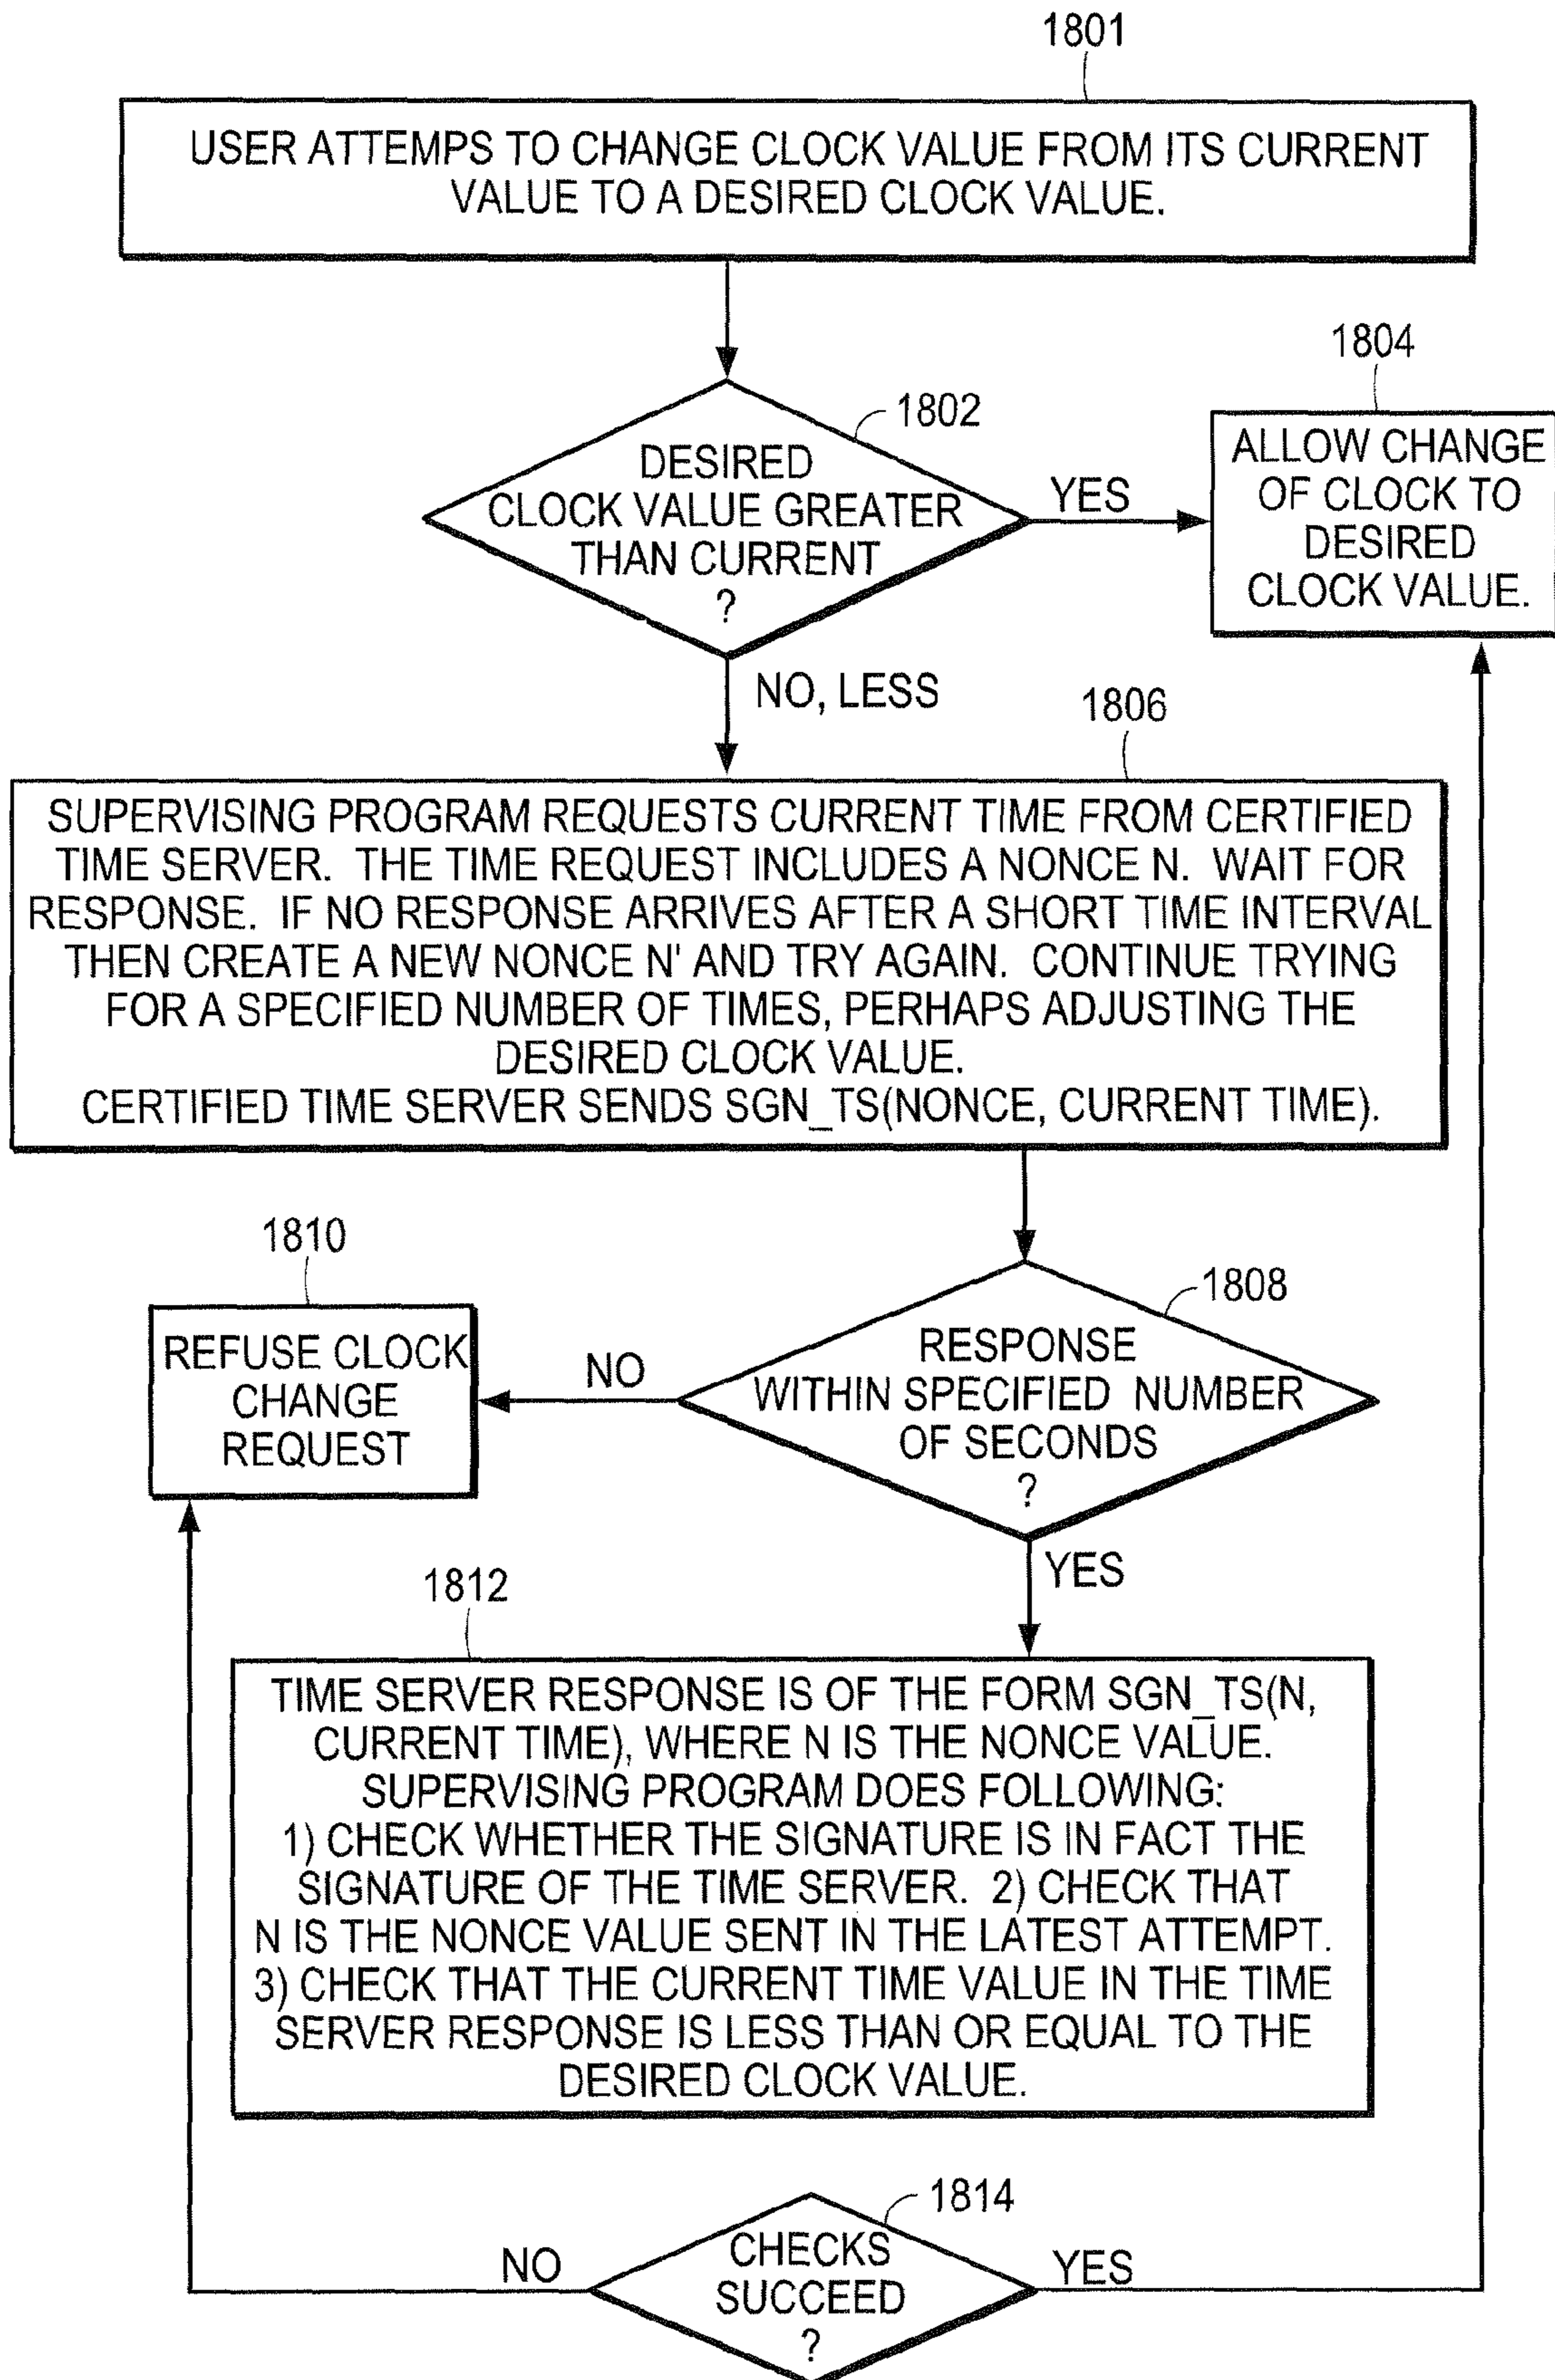 1801
USER ATTEMPS TO CHANGE CLOCK VALUE FROM ITS CURRENT
VALUE TO A DESIRED CLOCK VALUE.
1802
DESIRED
CLOCK VALUE GREATER
THAN CURRENT
?
YES
1804
ALLOW CHANGE
OF CLOCK TO
DESIRED
CLOCK VALUE.
NO, LESS
1806
SUPERVISING PROGRAM REQUESTS CURRENT TIME FROM CERTIFIED
TIME SERVER. THE TIME REQUEST INCLUDES A NONCE N. WAIT FOR
RESPONSE. IF NO RESPONSE ARRIVES AFTER A SHORT TIME INTERVAL
THEN CREATE A NEW NONCE N' AND TRY AGAIN. CONTINUE TRYING
FOR A SPECIFIED NUMBER OF TIMES, PERHAPS ADJUSTING THE
DESIRED CLOCK VALUE.
CERTIFIED TIME SERVER SENDS SGN_TS(NONCE, CURRENT TIME).
1808
RESPONSE
WITHIN SPECIFIED NUMBER
OF SECONDS
?
NO
1810
REFUSE CLOCK
CHANGE
REQUEST
YES
1812
TIME SERVER RESPONSE IS OF THE FORM SGN_TS(N,
CURRENT TIME), WHERE N IS THE NONCE VALUE.
SUPERVISING PROGRAM DOES FOLLOWING:
1) CHECK WHETHER THE SIGNATURE IS IN FACT THE
SIGNATURE OF THE TIME SERVER. 2) CHECK THAT
N IS THE NONCE VALUE SENT IN THE LATEST ATTEMPT.
3) CHECK THAT THE CURRENT TIME VALUE IN THE TIME
SERVER RESPONSE IS LESS THAN OR EQUAL TO THE
DESIRED CLOCK VALUE.
1814
CHECKS
SUCCEED
?
NO
YES